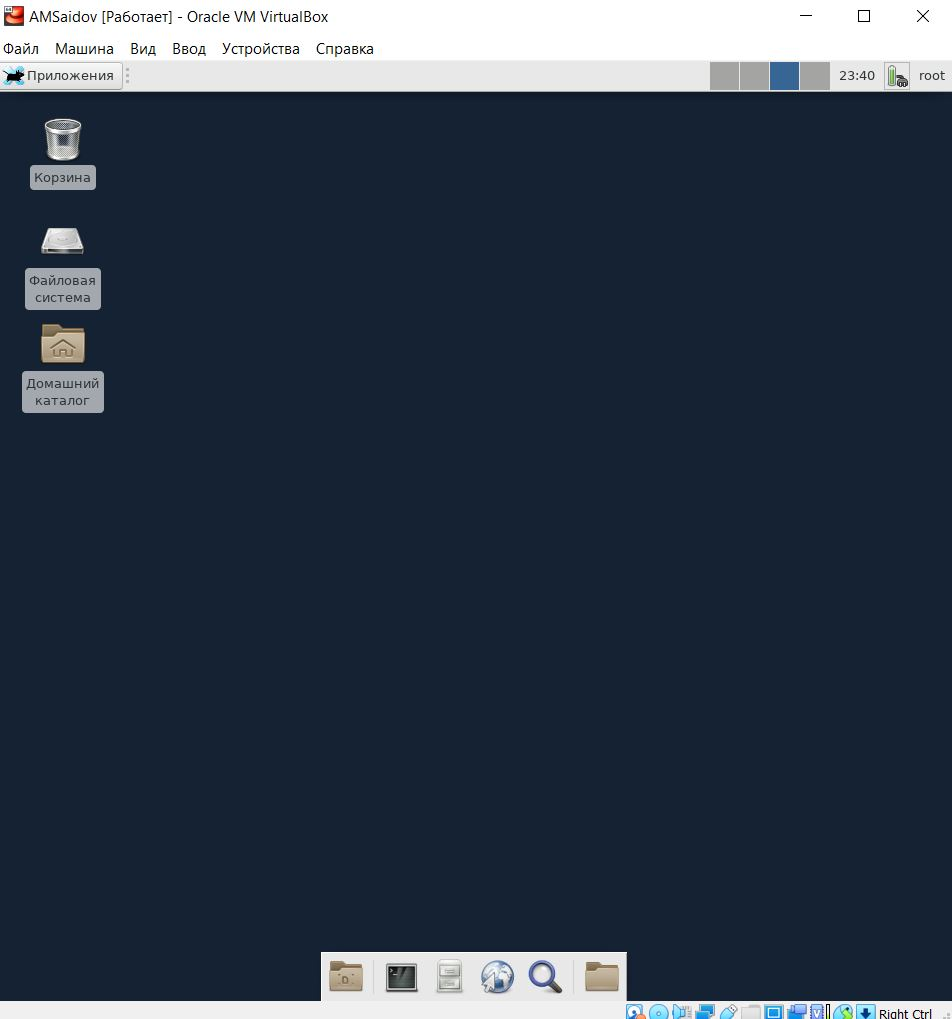 AMSaidov [Работает] - Oracle VM VirtualBox
Файл Машина Вид Ввод Устройства Справка
Приложения 23:40 root
Корзина
Файловая
система
Домашний
каталог
Right Ctrl